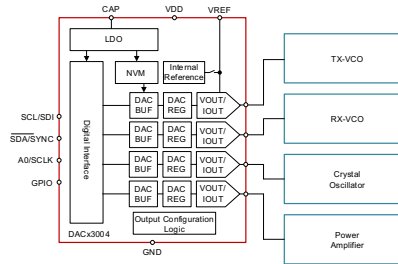 CAP
VDD
VREF
LDO
NVM
Internal
Reference
Digital Interface
DAC
BUF
DAC
REG
VOUT/
IOUT
DAC
BUF
DAC
REG
VOUT/
IOUT
DAC
BUF
DAC
REG
VOUT/
IOUT
DAC
BUF
DAC
REG
VOUT/
IOUT
SCL/SDI
SDA/SYNC
A0/SCLK
GPIO
Output Configuration
Logic
DACx3004
GND
TX-VCO
RX-VCO
Crystal
Oscillator
Power
Amplifier